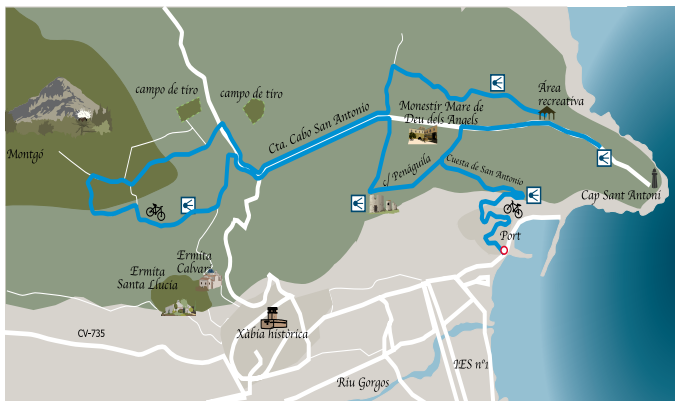 campo de tiro
campo de tiro
Montgó
Cta. Cabo San Antonio
Monestir Mare de
Deu dels Angels
Área
recreativa
c/ Penáguila
Cuesta de San Antonio
Cap Sant Antoni
Port
Ermita
Calvari
Ermita
Santa Llucia
CV-735
Xàbia històrica
Riu Gorgos
IES nº1